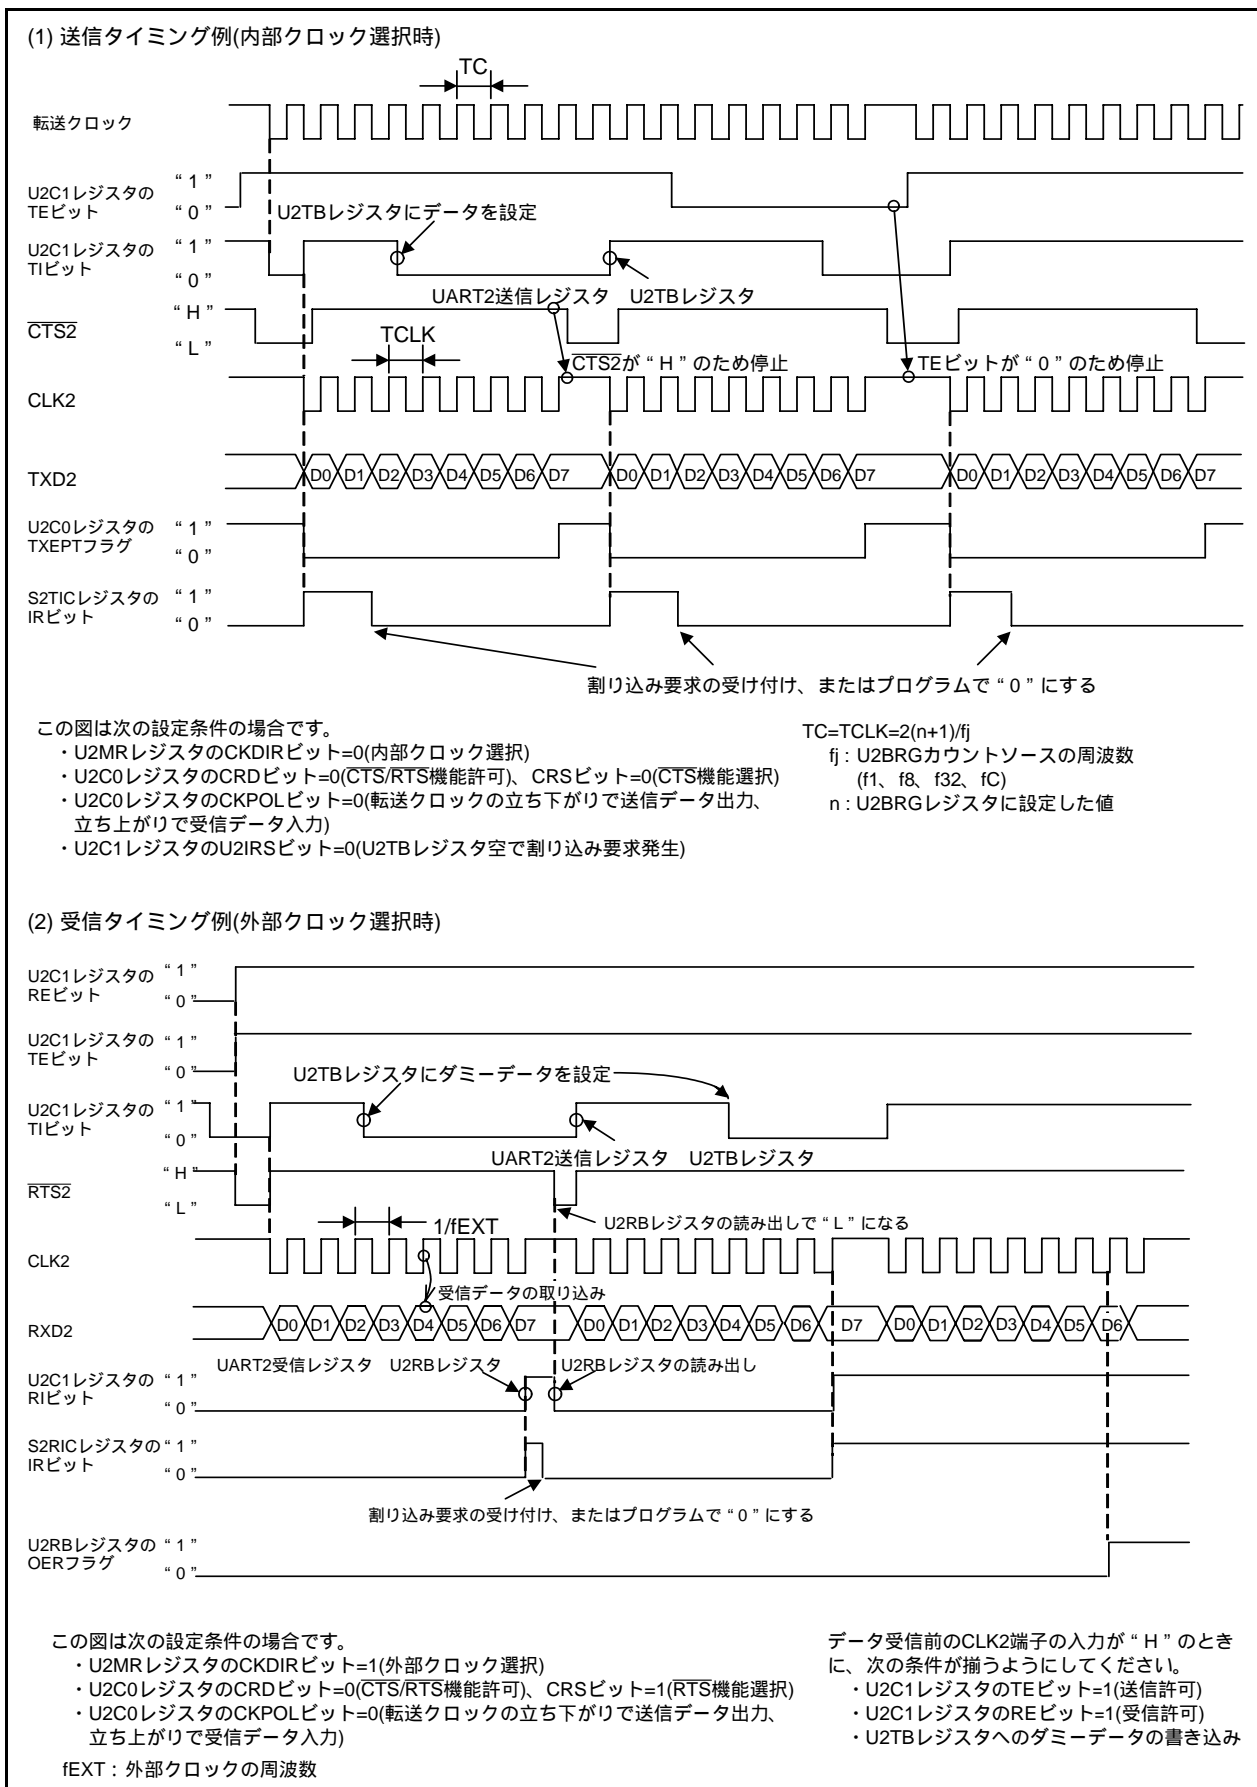 (1) 送信タイミング例(内部クロック選択時)
TC
転送クロック
U2C1レジスタの
TEビット
“ 1 ”
“ 0 ”
U2TBレジスタにデータを設定
U2C1レジスタの
TIビット
“ 1 ”
“ 0 ”
UART2送信レジスタ U2TBレジスタ
CTS2
“ H ”
“ L ”
TCLK
CTS2が “ H ” のため停止
TEビットが “ 0 ” のため停止
CLK2
TXD2
D0 D1 D2 D3 D4 D5 D6 D7 D0 D1 D2 D3 D4 D5 D6 D7 D0 D1 D2 D3 D4 D5 D6 D7
U2C0レジスタの
TXEPTフラグ
“ 1 ”
“ 0 ”
S2TICレジスタの
IRビット
“ 1 ”
“ 0 ”
割り込み要求の受け付け、またはプログラムで “ 0 ” にする
この図は次の設定条件の場合です。
・U2MRレジスタのCKDIRビット=0(内部クロック選択)
・U2C0レジスタのCRDビット=0(CTS/RTS機能許可)、CRSビット=0(CTS機能選択)
・U2C0レジスタのCKPOLビット=0(転送クロックの立ち下がりで送信データ出力、
立ち上がりで受信データ入力)
・U2C1レジスタのU2IRSビット=0(U2TBレジスタ空で割り込み要求発生)
TC=TCLK=2(n+1)/fj
fj : U2BRGカウントソースの周波数
(f1、f8、f32、fC)
n : U2BRGレジスタに設定した値
(2) 受信タイミング例(外部クロック選択時)
U2C1レジスタの
REビット
“ 1 ”
“ 0 ”
U2C1レジスタの
TEビット
“ 1 ”
“ 0 ”
U2TBレジスタにダミーデータを設定
U2C1レジスタの
TIビット
“ 1 ”
“ 0 ”
UART2送信レジスタ U2TBレジスタ
RTS2
“ H ”
“ L ”
1/fEXT
U2RBレジスタの読み出しで “ L ” になる
CLK2
受信データの取り込み
RXD2
D0 D1 D2 D3 D4 D5 D6 D7 D0 D1 D2 D3 D4 D5 D6 D7 D0 D1 D2 D3 D4 D5 D6
UART2受信レジスタ U2RBレジスタ
U2RBレジスタの読み出し
U2C1レジスタの
RIビット
“ 1 ”
“ 0 ”
S2RICレジスタの
IRビット
“ 1 ”
“ 0 ”
割り込み要求の受け付け、またはプログラムで “ 0 ” にする
U2RBレジスタの
OERフラグ
“ 1 ”
“ 0 ”
この図は次の設定条件の場合です。
・U2MRレジスタのCKDIRビット=1(外部クロック選択)
・U2C0レジスタのCRDビット=0(CTS/RTS機能許可)、CRSビット=1(RTS機能選択)
・U2C0レジスタのCKPOLビット=0(転送クロックの立ち下がりで送信データ出力、
立ち上がりで受信データ入力)
fEXT : 外部クロックの周波数
データ受信前のCLK2端子の入力が “ H ” のとき
に、次の条件が揃うようにしてください。
・U2C1レジスタのTEビット=1(送信許可)
・U2C1レジスタのREビット=1(受信許可)
・U2TBレジスタへのダミーデータの書き込み